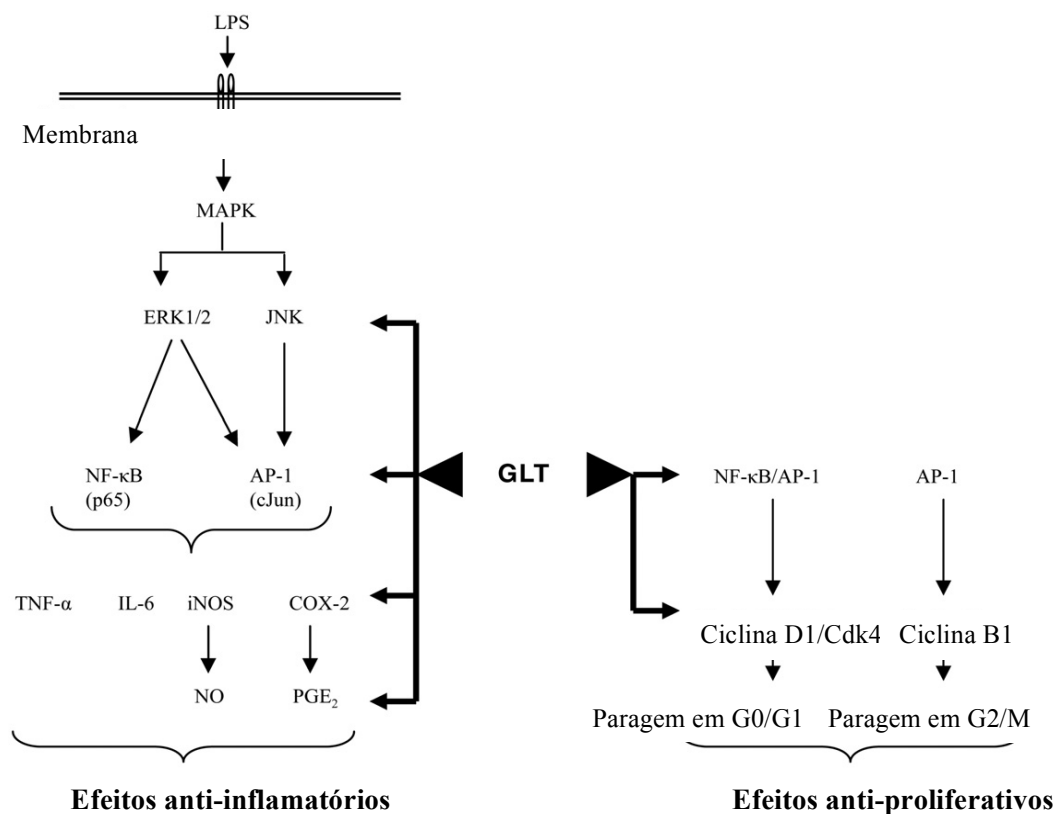 LPS
Membrana
MAPK
ERK1/2 JNK
NF-κB AP-1
(p65) (cJun)
GLT
NF-κB/AP-1 AP-1
TNF-α IL-6 iNOS COX-2
Ciclina D1/Cdk4 Ciclina B1
NO PGE₂
Paragem em G0/G1 Paragem em G2/M
Efeitos anti-inflamatórios Efeitos anti-proliferativos